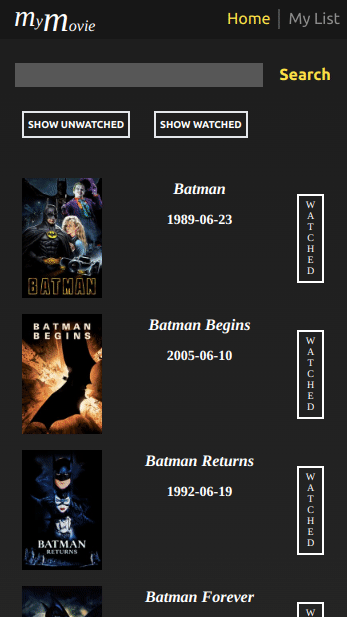 myMovie
Home | My List
Search
SHOW UNWATCHED SHOW WATCHED
Batman
1989-06-23
WATCHED
BATMAN
Batman Begins
2005-06-10
WATCHED
BATMAN
BEGINS
Batman Returns
1992-06-19
WATCHED
BATMAN
RETURNS
Batman Forever
W